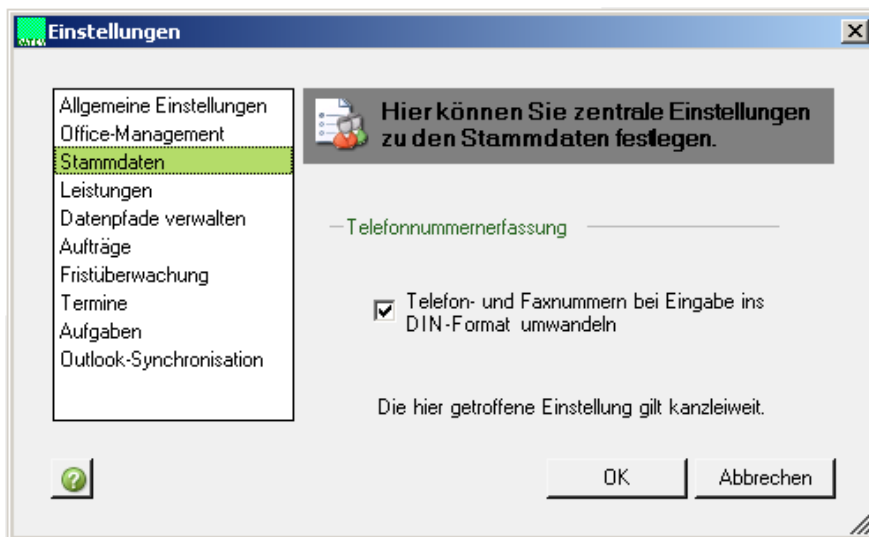 Einstellungen
Allgemeine Einstellungen
Office-Management
Stammdaten
Leistungen
Datenpfade verwalten
Aufträge
Fristüberwachung
Termine
Aufgaben
Outlook-Synchronisation
Hier können Sie zentrale Einstellungen
zu den Stammdaten festlegen.
Telefonnummernerfassung
Telefon- und Faxnummern bei Eingabe ins
DIN-Format umwandeln
Die hier getroffene Einstellung gilt kanzleiweit.
OK
Abbrechen